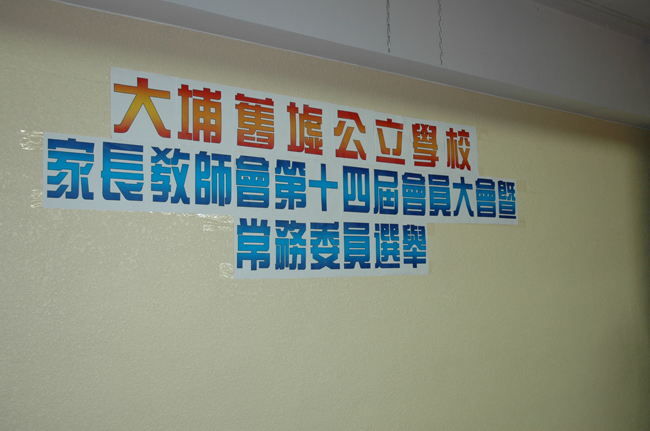 大埔舊墟公立學校
家長教師會第十四屆會員大會暨
常務委員選舉